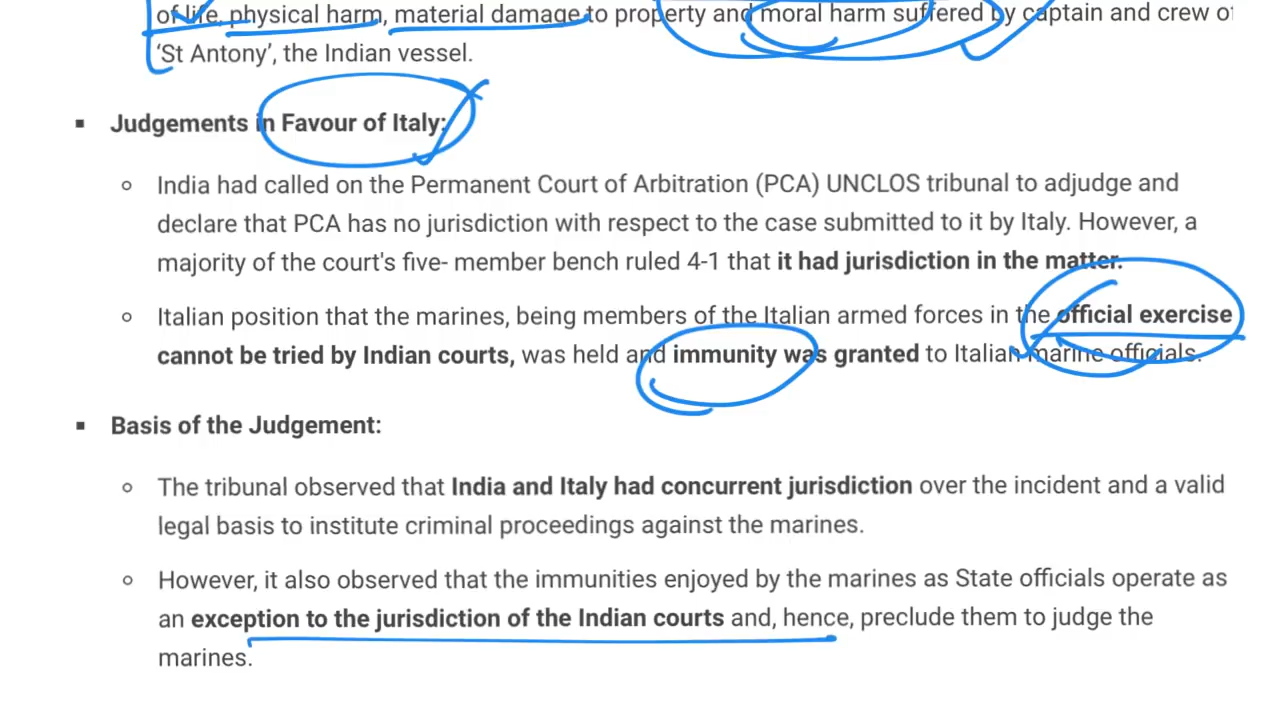 of life, physical harm, material damage to property and moral harm suffered by captain and crew of
'St Antony', the Indian vessel.
▪ Judgements in Favour of Italy:
○ India had called on the Permanent Court of Arbitration (PCA) UNCLOS tribunal to adjudge and
declare that PCA has no jurisdiction with respect to the case submitted to it by Italy. However, a
majority of the court's five- member bench ruled 4-1 that it had jurisdiction in the matter.
○ Italian position that the marines, being members of the Italian armed forces in the official exercise
cannot be tried by Indian courts, was held and immunity was granted to Italian marine officials.
▪ Basis of the Judgement:
○ The tribunal observed that India and Italy had concurrent jurisdiction over the incident and a valid
legal basis to institute criminal proceedings against the marines.
○ However, it also observed that the immunities enjoyed by the marines as State officials operate as
an exception to the jurisdiction of the Indian courts and, hence, preclude them to judge the
marines.